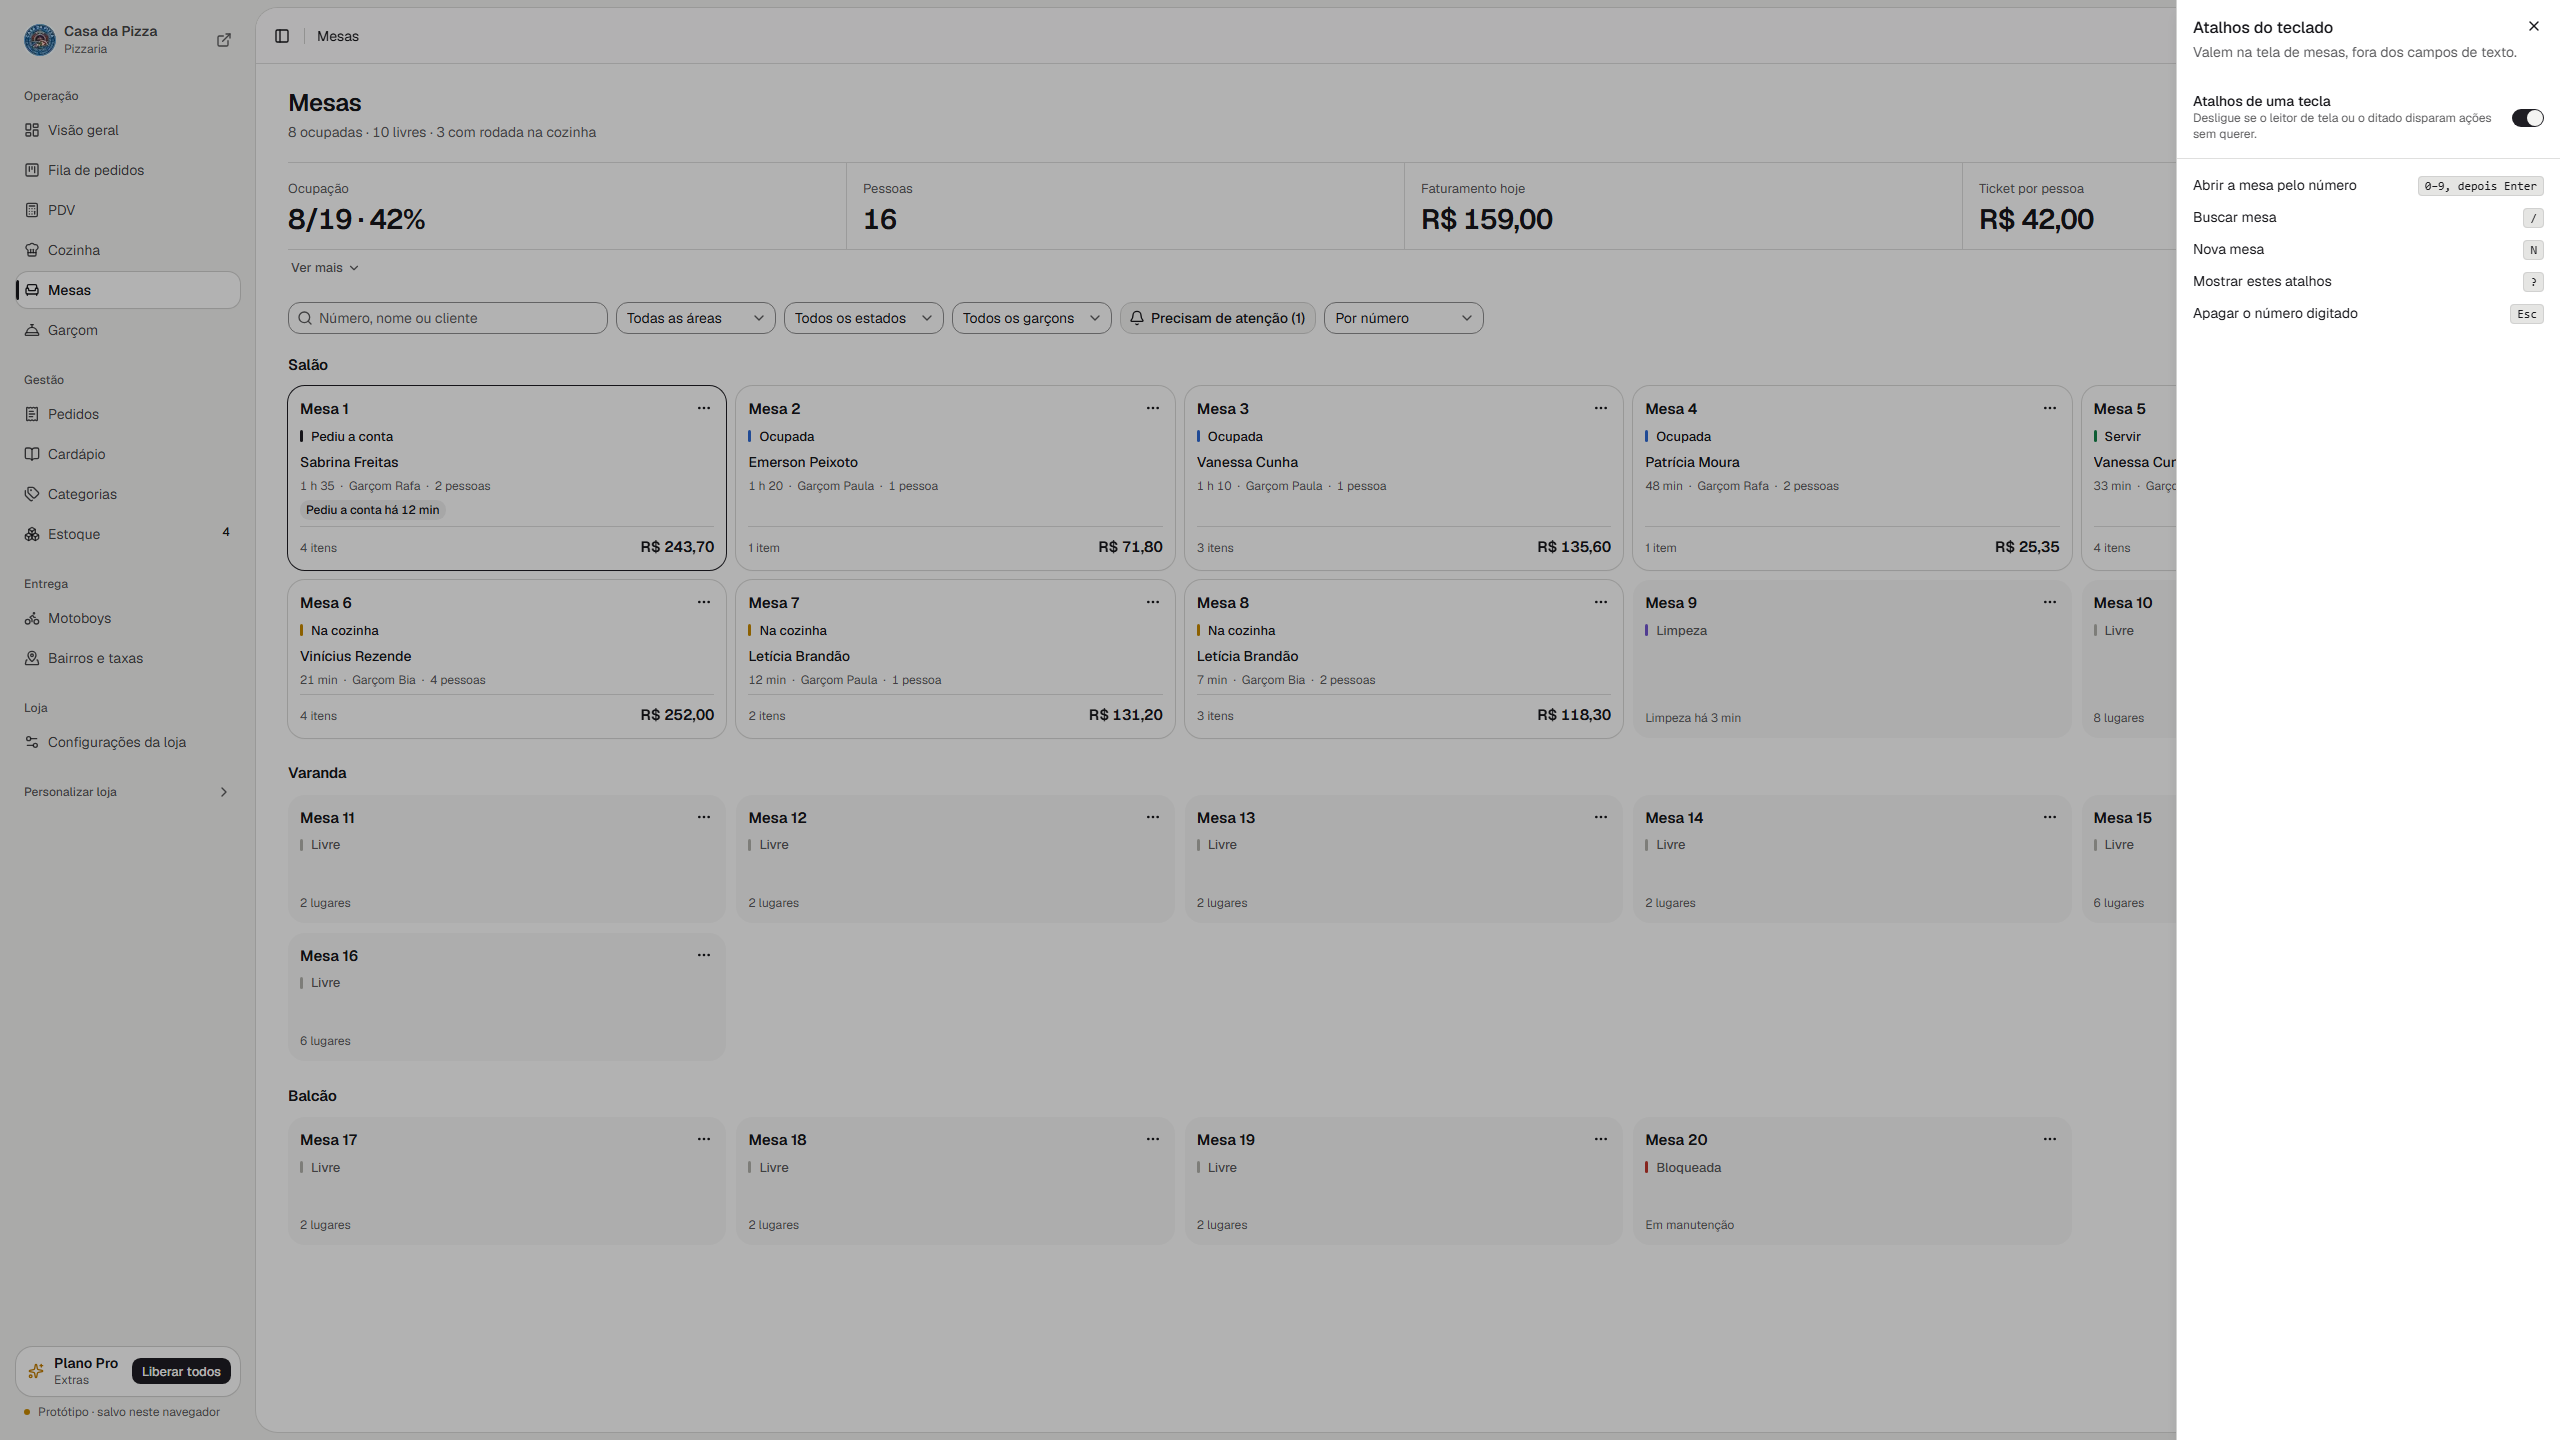 Casa da Pizza
Pizzaria
Operação
Visão geral
Fila de pedidos
PDV
Cozinha
Mesas
Garçom
Gestão
Pedidos
Cardápio
Categorias
Estoque 4
Entrega
Motoboys
Bairros e taxas
Loja
Configurações da loja
Personalizar loja
Plano Pro
Extras
Liberar todos
Protótipo · salvo neste navegador
Mesas
Mesas
8 ocupadas · 10 livres · 3 com rodada na cozinha
Ocupação
8/19 · 42%
Pessoas
16
Faturamento hoje
R$ 159,00
Ticket por pessoa
R$ 42,00
Ver mais
Número, nome ou cliente
Todas as áreas
Todos os estados
Todos os garçons
Precisam de atenção (1)
Por número
Salão
Mesa 1
Pediu a conta
Sabrina Freitas
1 h 35 · Garçom Rafa · 2 pessoas
Pediu a conta há 12 min
4 itens R$ 243,70
Mesa 2
Ocupada
Emerson Peixoto
1 h 20 · Garçom Paula · 1 pessoa
1 item R$ 71,80
Mesa 3
Ocupada
Vanessa Cunha
1 h 10 · Garçom Paula · 1 pessoa
3 itens R$ 135,60
Mesa 4
Ocupada
Patrícia Moura
48 min · Garçom Rafa · 2 pessoas
1 item R$ 25,35
Mesa 5
Servir
Vanessa Cun
33 min · Garço
4 itens
Mesa 6
Na cozinha
Vinícius Rezende
21 min · Garçom Bia · 4 pessoas
4 itens R$ 252,00
Mesa 7
Na cozinha
Letícia Brandão
12 min · Garçom Paula · 1 pessoa
2 itens R$ 131,20
Mesa 8
Na cozinha
Letícia Brandão
7 min · Garçom Bia · 2 pessoas
3 itens R$ 118,30
Mesa 9
Limpeza
Limpeza há 3 min
Mesa 10
Livre
8 lugares
Varanda
Mesa 11
Livre
2 lugares
Mesa 12
Livre
2 lugares
Mesa 13
Livre
2 lugares
Mesa 14
Livre
2 lugares
Mesa 15
Livre
6 lugares
Mesa 16
Livre
6 lugares
Balcão
Mesa 17
Livre
2 lugares
Mesa 18
Livre
2 lugares
Mesa 19
Livre
2 lugares
Mesa 20
Bloqueada
Em manutenção
Atalhos do teclado
Valem na tela de mesas, fora dos campos de texto.
Atalhos de uma tecla
Desligue se o leitor de tela ou o ditado disparam ações
sem querer.
Abrir a mesa pelo número 0–9, depois Enter
Buscar mesa /
Nova mesa N
Mostrar estes atalhos ?
Apagar o número digitado Esc